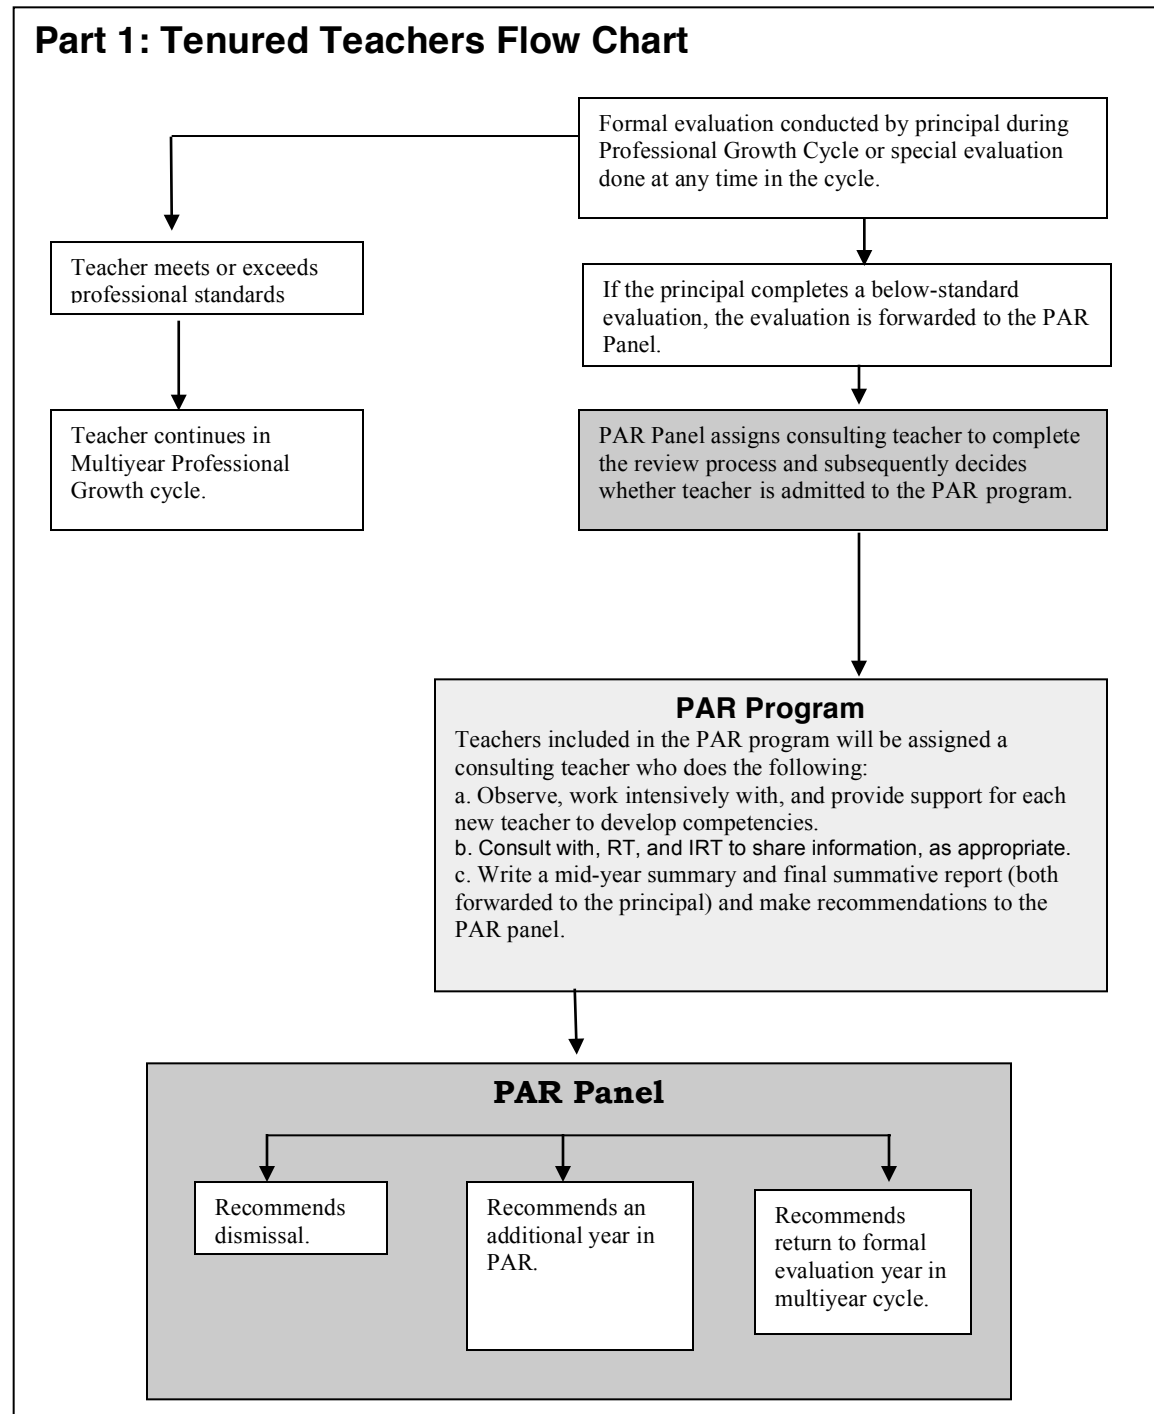 Part 1: Tenured Teachers Flow Chart
Formal evaluation conducted by principal during
Professional Growth Cycle or special evaluation
done at any time in the cycle.
Teacher meets or exceeds
professional standards
If the principal completes a below-standard
evaluation, the evaluation is forwarded to the PAR
Panel.
Teacher continues in
Multiyear Professional
Growth cycle.
PAR Panel assigns consulting teacher to complete
the review process and subsequently decides
whether teacher is admitted to the PAR program.
PAR Program
Teachers included in the PAR program will be assigned a
consulting teacher who does the following:
a. Observe, work intensively with, and provide support for each
new teacher to develop competencies.
b. Consult with, RT, and IRT to share information, as appropriate.
c. Write a mid-year summary and final summative report (both
forwarded to the principal) and make recommendations to the
PAR panel.
PAR Panel
Recommends
dismissal.
Recommends an
additional year in
PAR.
Recommends
return to formal
evaluation year in
multiyear cycle.